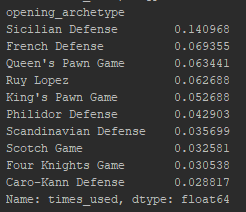 opening_archetype
Sicilian Defense 0.140968
French Defense 0.069355
Queen's Pawn Game 0.063441
Ruy Lopez 0.062688
King's Pawn Game 0.052688
Philidor Defense 0.042903
Scandinavian Defense 0.035699
Scotch Game 0.032581
Four Knights Game 0.030538
Caro-Kann Defense 0.028817
Name: times_used, dtype: float64